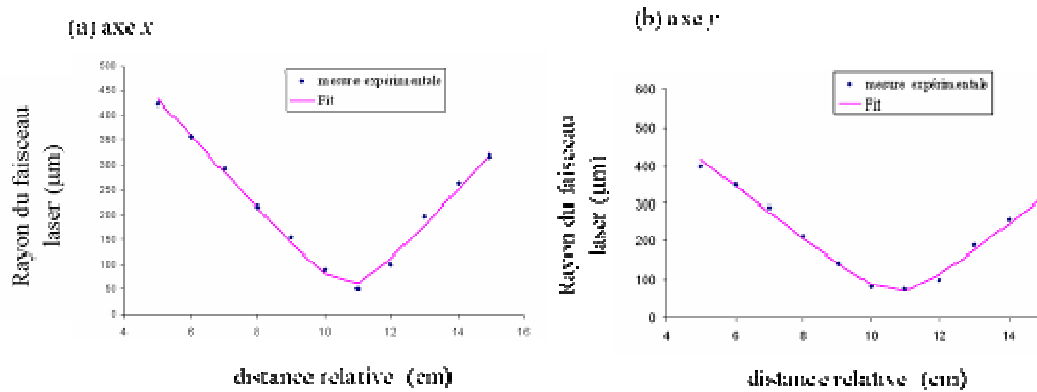 (a) axe x
500
450
400
350
300
250
200
150
100
50
0
4
6
8
10
12
14
16
mesure expérimentale
Fit
Rayon du faisceau
laser (µm)
distance relative (cm)
(b) axe y
600
500
400
300
200
100
0
4
6
8
10
12
14
mesure expérimentale
Fit
Rayon du faisceau
laser (µm)
distance relative (cm)